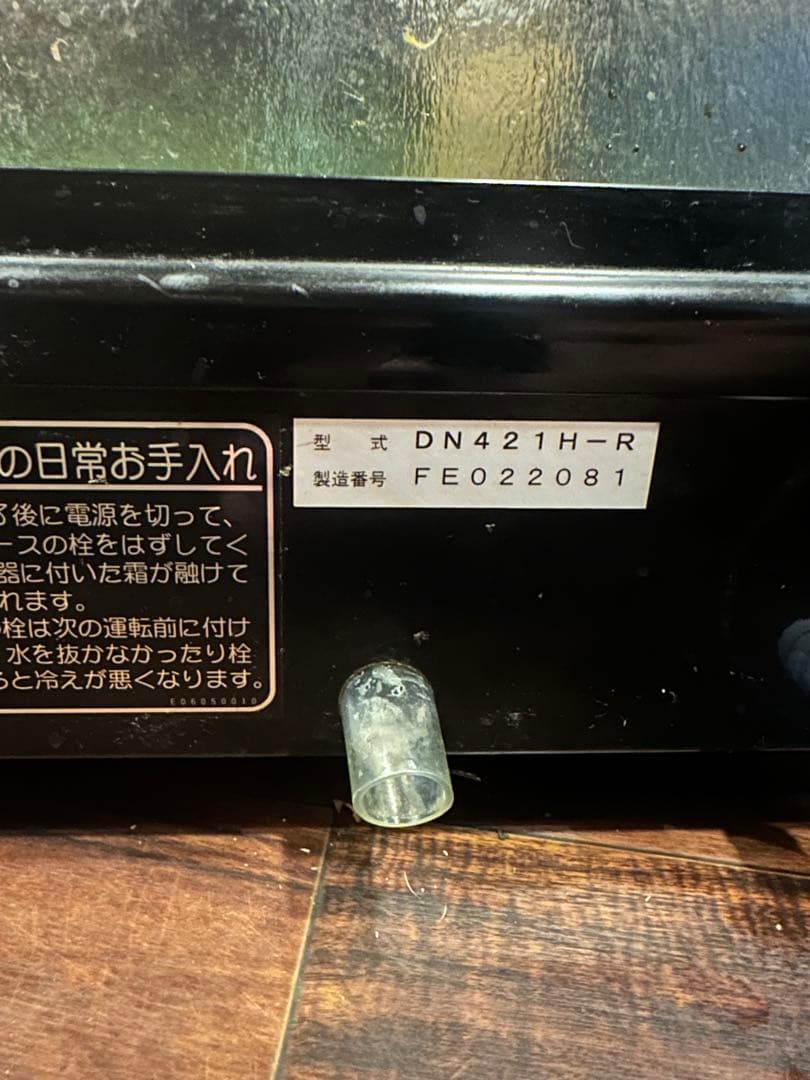 の日常お手入れ
後に電源を切って、
ースの栓をはずしてく
器に付いた霜が融けて
れます。
栓は次の運転前に付け
水を抜かなかったり栓
と冷えが悪くなります。
E06050010
型式 DN421H-R
製造番号 FE022081